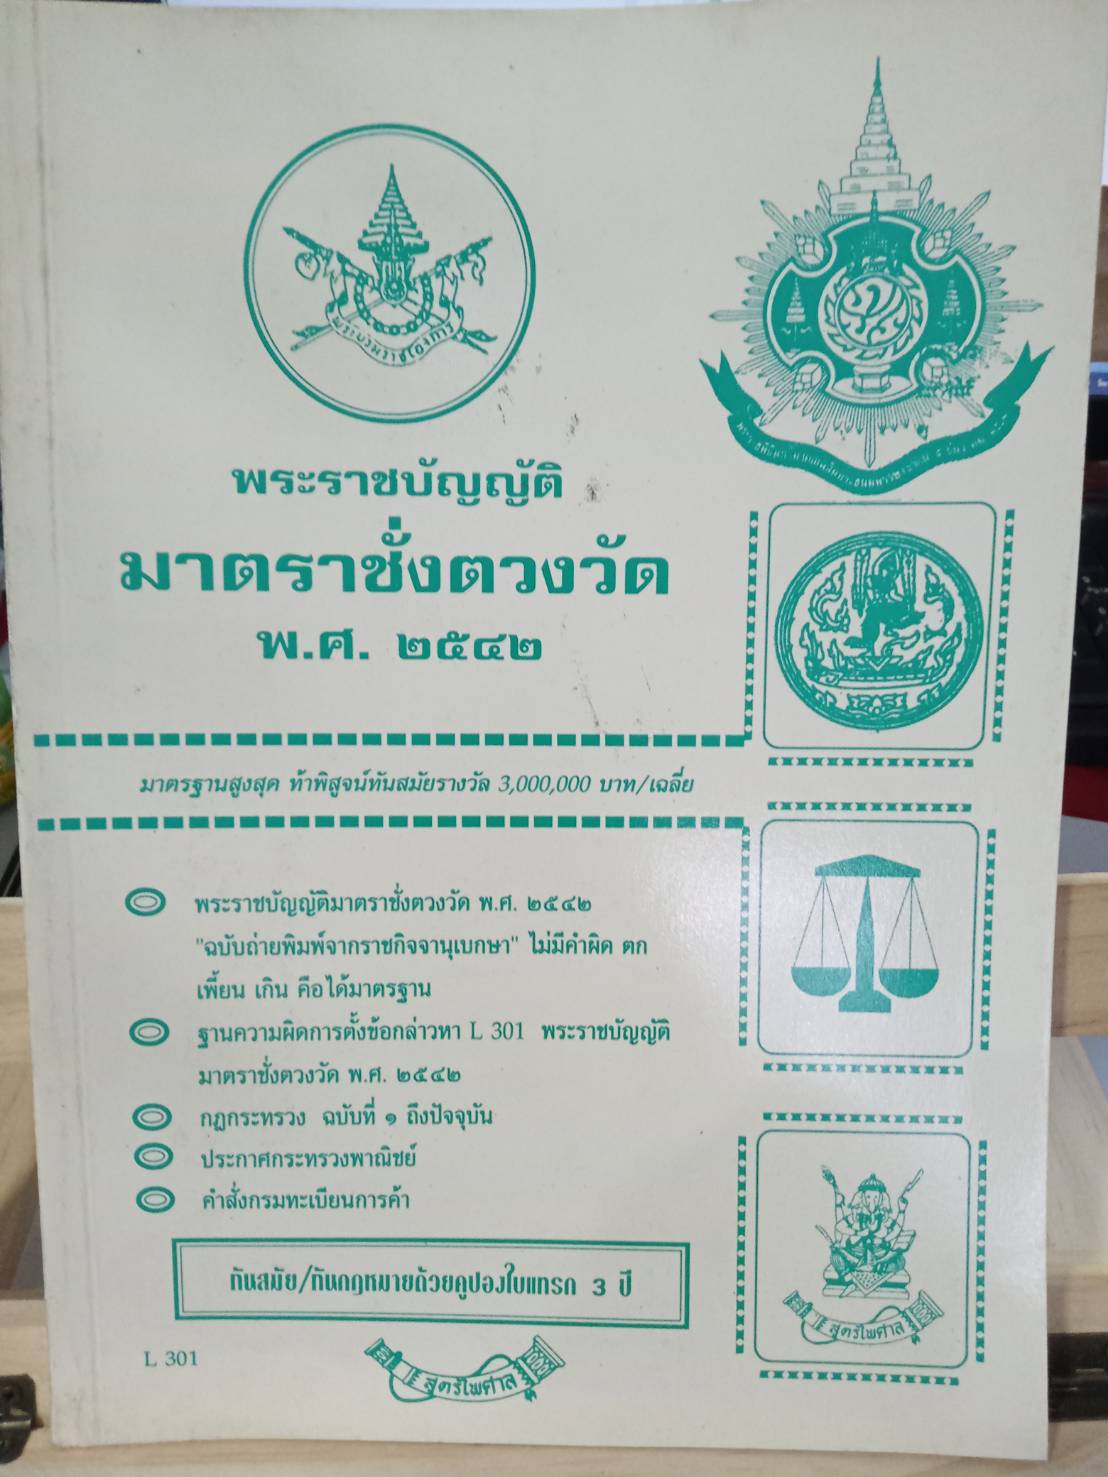 พระบรมราชโองการ
พระราชบัญญัติ
มาตราชั่งตวงวัด
พ.ศ. ๒๕๔๒
มาตรฐานสูงสุด ท้าพิสูจน์ทันสมัยรางวัล 3,000,000 บาท/เฉลี่ย
พระราชบัญญัติมาตราชั่งตวงวัด พ.ศ. ๒๕๔๒
"ฉบับถ่ายพิมพ์จากราชกิจจานุเบกษา" ไม่มีคำผิด ตก
เพี้ยน เกิน คือได้มาตรฐาน
ฐานความผิดการตั้งข้อกล่าวหา L 301 พระราชบัญญัติ
มาตราชั่งตวงวัด พ.ศ. ๒๕๔๒
กฎกระทรวง ฉบับที่ ๑ ถึงปัจจุบัน
ประกาศกระทรวงพาณิชย์
คำสั่งกรมทะเบียนการค้า
ทันสมัย/ทันกฎหมายด้วยคูปองใบแทรก 3 ปี
L 301
สูตรไพศาล
สูตรไพศาล